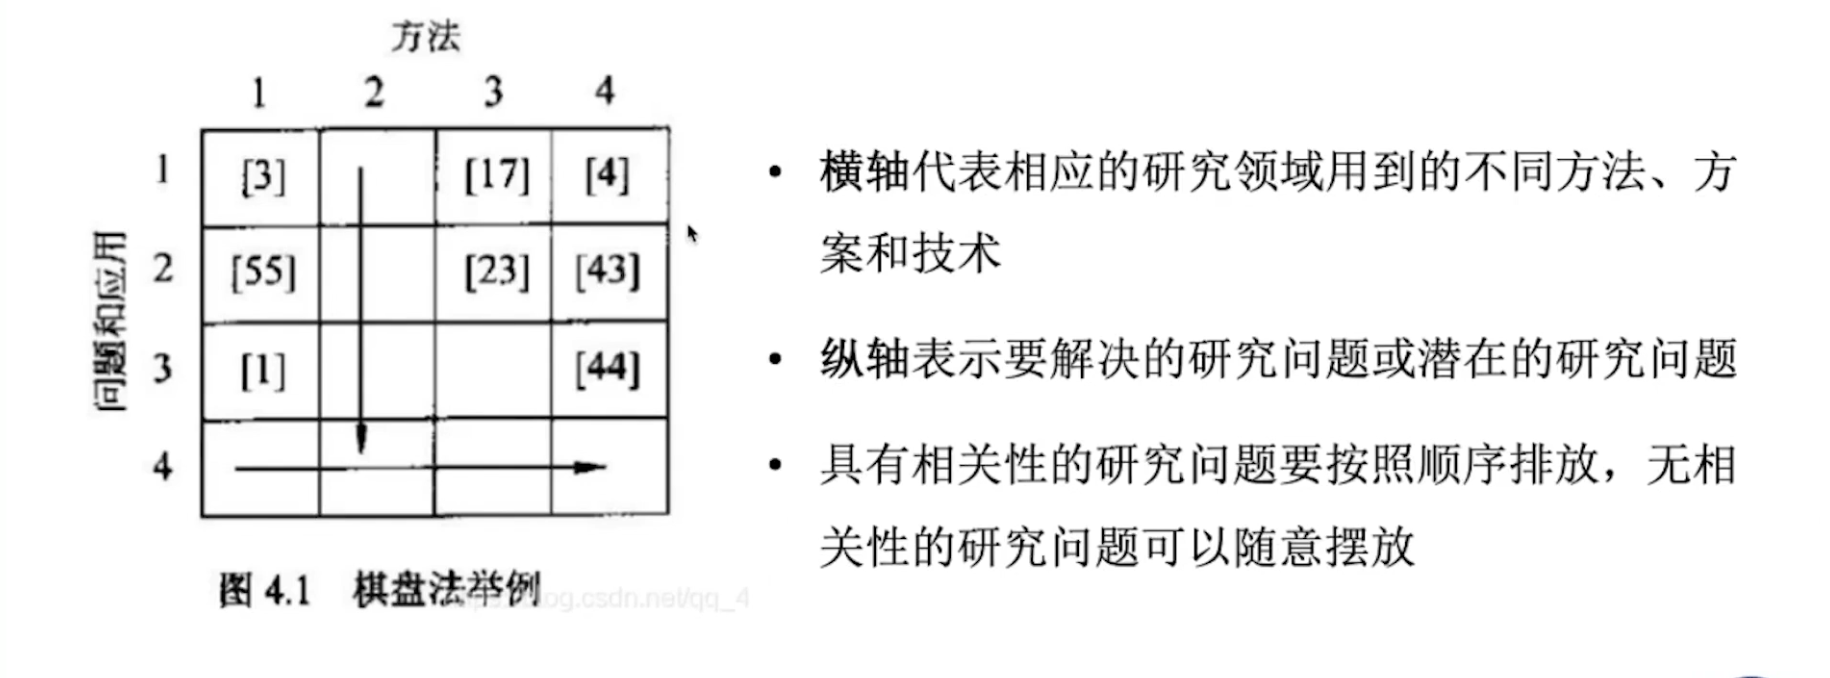 方法
1 2 3 4
问题和应用
1 [3] [17] [4]
2 [55] [23] [43]
3 [1] [44]
4
图 4.1 棋盘法举例
og.csdn.net/qq_4
• 横轴代表相应的研究领域用到的不同方法、方
案和技术
• 纵轴表示要解决的研究问题或潜在的研究问题
• 具有相关性的研究问题要按照顺序排放，无相
关性的研究问题可以随意摆放